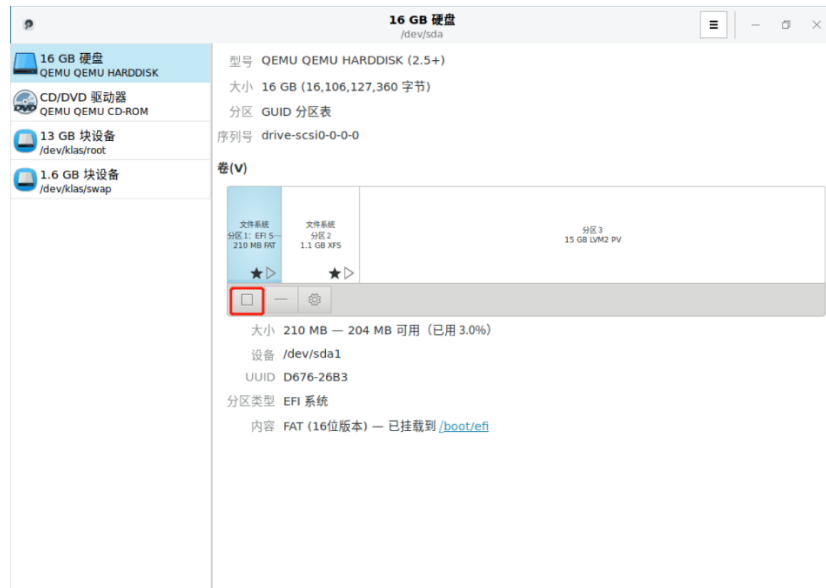 16 GB 硬盘
/dev/sda
16 GB 硬盘
QEMU QEMU HARDDISK
CD/DVD 驱动器
QEMU QEMU CD-ROM
13 GB 块设备
/dev/klas/root
1.6 GB 块设备
/dev/klas/swap
型号 QEMU QEMU HARDDISK (2.5+)
大小 16 GB (16,106,127,360 字节)
分区 GUID 分区表
序列号 drive-scsi0-0-0-0
卷(V)
文件系统
分区 1: EFI S…
210 MB FAT
文件系统
分区 2
1.1 GB XFS
分区 3
15 GB LVM2 PV
大小 210 MB — 204 MB 可用（已用 3.0%）
设备 /dev/sda1
UUID D676-26B3
分区类型 EFI 系统
内容 FAT (16位版本) — 已挂载到 /boot/efi